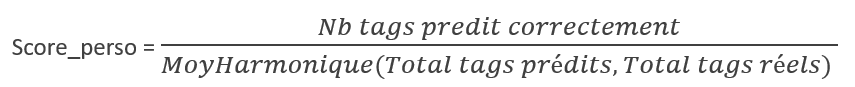 Nb tags predit correctement
Score_perso =
MoyHarmonique(Total tags prédits, Total tags réels)